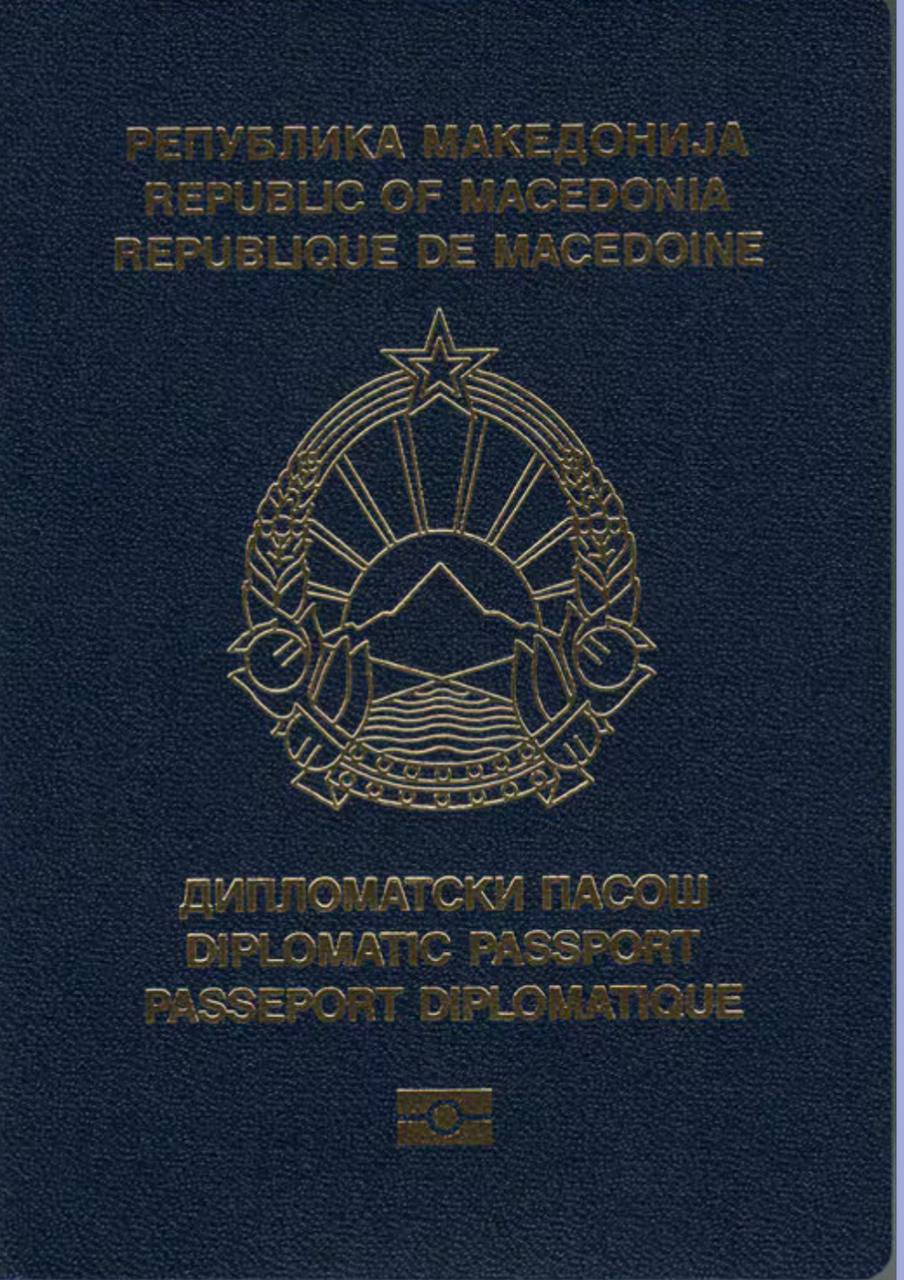 РЕПУБЛИКА МАКЕДОНИЈА
REPUBLIC OF MACEDONIA
REPUBLIQUE DE MACEDOINE
ДИПЛОМАТСКИ ПАСОШ
DIPLOMATIC PASSPORT
PASSEPORT DIPLOMATIQUE